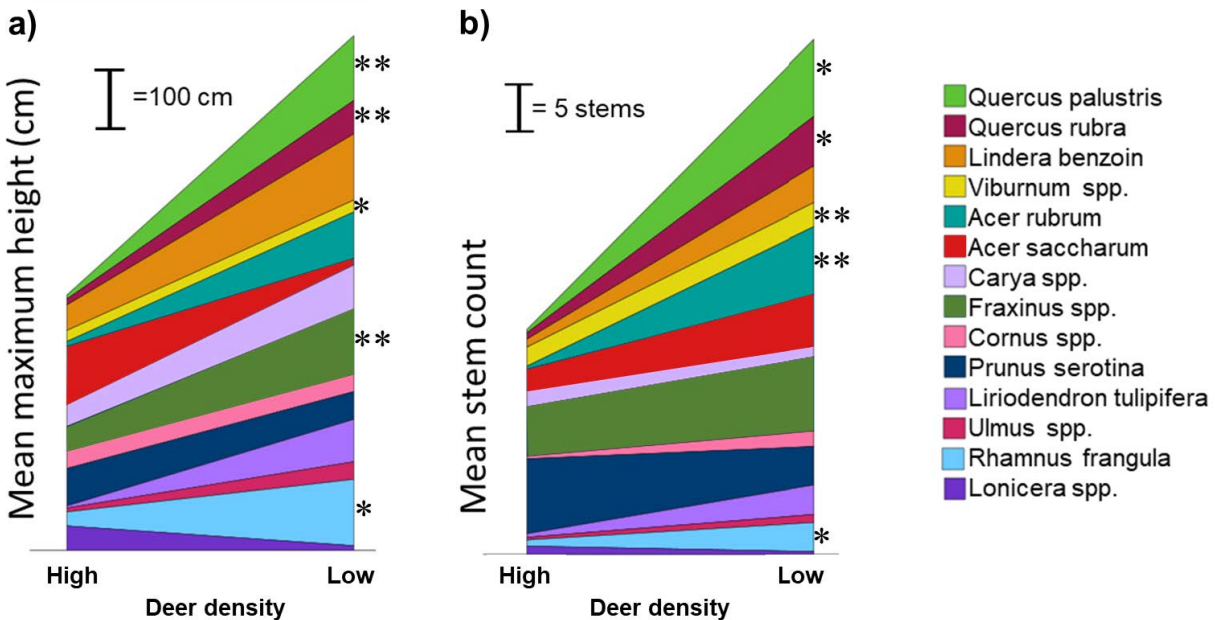 a)
Mean maximum height (cm)
=100 cm
**
**
*
**
*
High
Low
Deer density
b)
Mean stem count
= 5 stems
*
*
**
**
*
High
Low
Deer density
Quercus palustris
Quercus rubra
Lindera benzoin
Viburnum spp.
Acer rubrum
Acer saccharum
Carya spp.
Fraxinus spp.
Cornus spp.
Prunus serotina
Liriodendron tulipifera
Ulmus spp.
Rhamnus frangula
Lonicera spp.